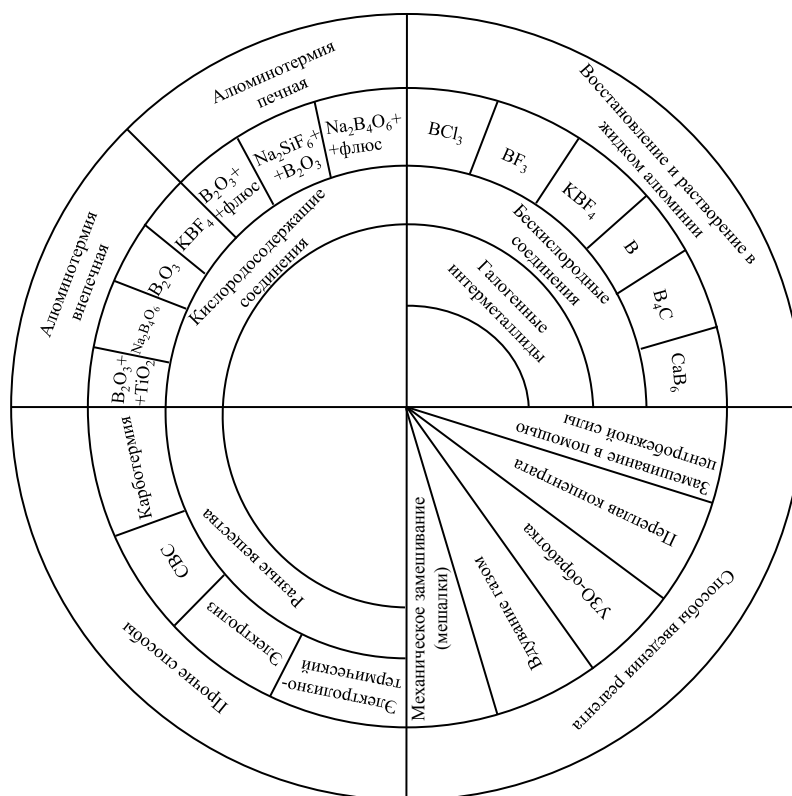 Алюминотермия
печная
Восстановление и растворение в
жидком алюминии
Алюминотермия
внепечная
Na₂B₄O₆+
+флюс
Na₂SiF₆+
+B₂O₃
B₂O₃+
+флюс
KBF₄
B₂O₃
Na₂B₄O₆
B₂O₃+
+TiO₂
BCl₃
BF₃
KBF₄
B
B₄C
CaB₆
Кислородосодержащие
соединения
Бескислородные
соединения
Галогенные
интерметаллиды
Карботермия
СВС
Электролиз
Электролизно-
термический
Разные вещества
Прочие способы
Механическое замешивание
(мешалки)
Вдувание газом
УЗО-обработка
Переплав концентрата
Замешивание в помощью
центробежной силы
Способы введения реагента